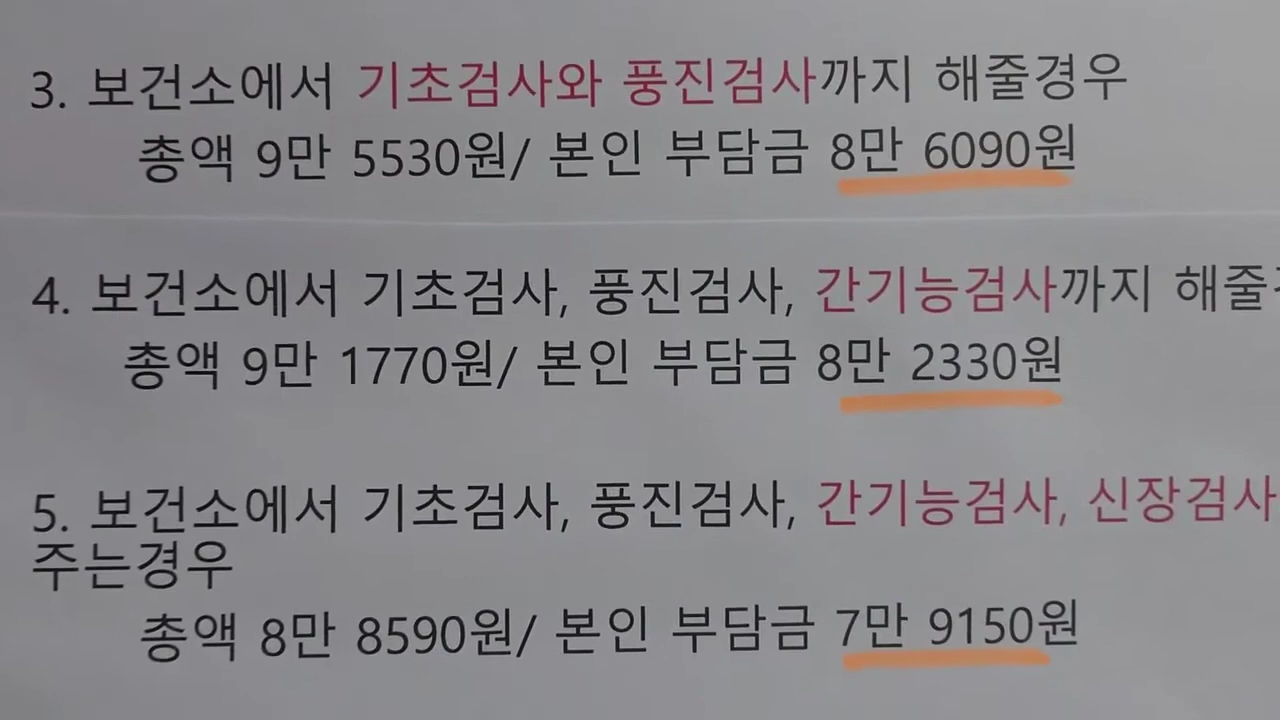 3. 보건소에서 기초검사와 풍진검사까지 해줄경우
총액 9만 5530원/ 본인 부담금 8만 6090원
4. 보건소에서 기초검사, 풍진검사, 간기능검사까지 해줄
총액 9만 1770원/ 본인 부담금 8만 2330원
5. 보건소에서 기초검사, 풍진검사, 간기능검사, 신장검사
주는경우
총액 8만 8590원/ 본인 부담금 7만 9150원